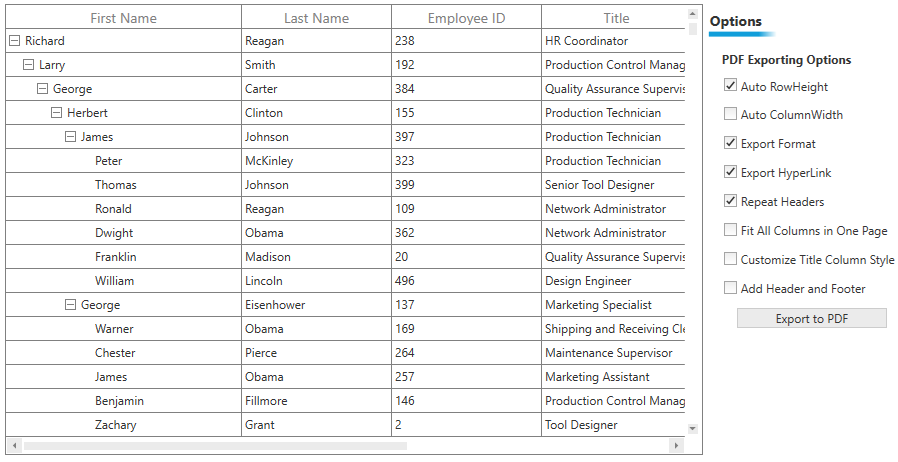 First Name Last Name Employee ID Title
Richard Reagan 238 HR Coordinator
Larry Smith 192 Production Control Manag
George Carter 384 Quality Assurance Supervis
Herbert Clinton 155 Production Technician
James Johnson 397 Production Technician
Peter McKinley 323 Production Technician
Thomas Johnson 399 Senior Tool Designer
Ronald Reagan 109 Network Administrator
Dwight Obama 362 Network Administrator
Franklin Madison 20 Quality Assurance Supervis
William Lincoln 496 Design Engineer
George Eisenhower 137 Marketing Specialist
Warner Obama 169 Shipping and Receiving Cle
Chester Pierce 264 Maintenance Supervisor
James Obama 257 Marketing Assistant
Benjamin Fillmore 146 Production Control Manag
Zachary Grant 2 Tool Designer
Options
PDF Exporting Options
Auto RowHeight
Auto ColumnWidth
Export Format
Export HyperLink
Repeat Headers
Fit All Columns in One Page
Customize Title Column Style
Add Header and Footer
Export to PDF